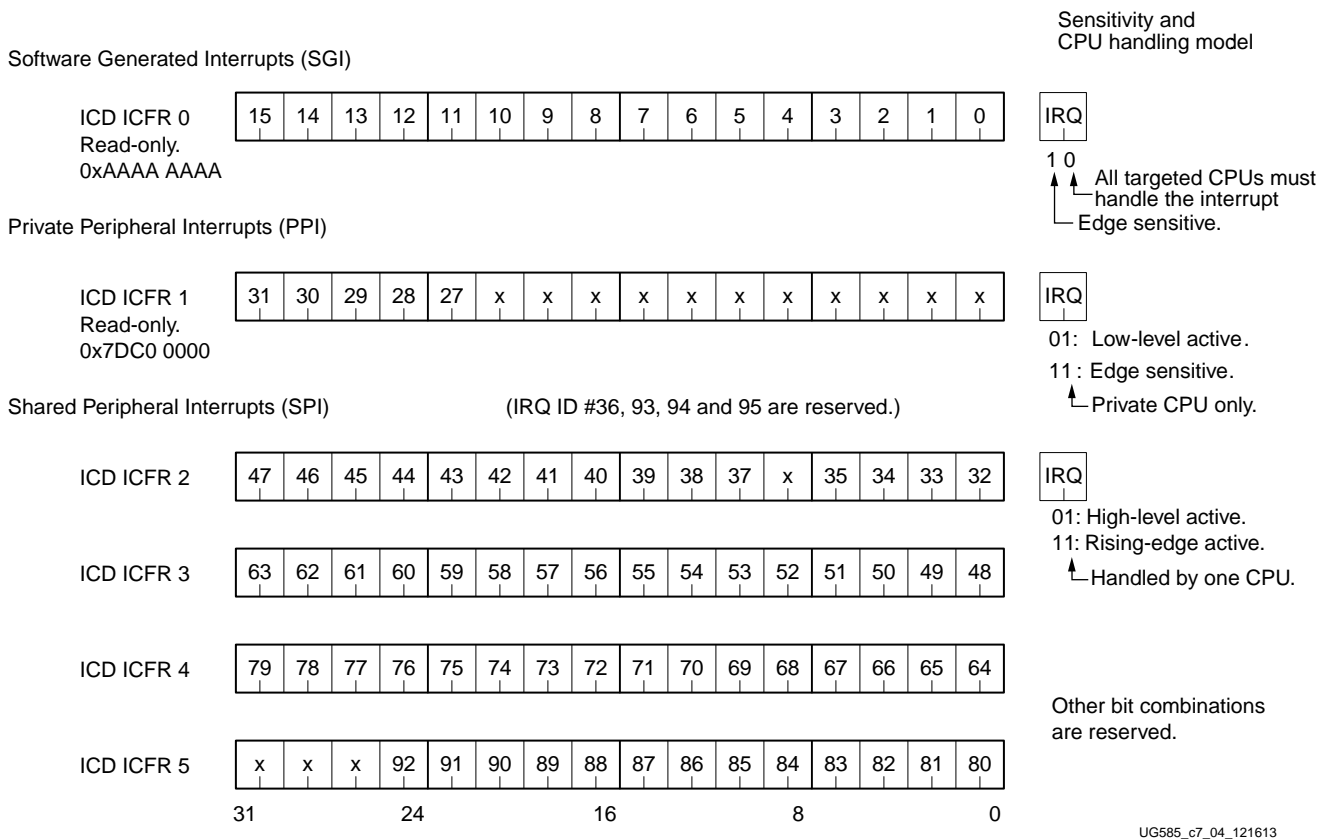 Sensitivity and
CPU handling model
Software Generated Interrupts (SGI)
ICD ICFR 0
Read-only.
0xAAAA AAAA
15 14 13 12 11 10 9 8 7 6 5 4 3 2 1 0
IRQ
1 0
All targeted CPUs must
handle the interrupt
Edge sensitive.
Private Peripheral Interrupts (PPI)
ICD ICFR 1
Read-only.
0x7DC0 0000
31 30 29 28 27 x x x x x x x x x x x
IRQ
01: Low-level active.
11: Edge sensitive.
Private CPU only.
Shared Peripheral Interrupts (SPI)
(IRQ ID #36, 93, 94 and 95 are reserved.)
ICD ICFR 2
47 46 45 44 43 42 41 40 39 38 37 x 35 34 33 32
IRQ
01: High-level active.
11: Rising-edge active.
Handled by one CPU.
ICD ICFR 3
63 62 61 60 59 58 57 56 55 54 53 52 51 50 49 48
ICD ICFR 4
79 78 77 76 75 74 73 72 71 70 69 68 67 66 65 64
Other bit combinations
are reserved.
ICD ICFR 5
x x x 92 91 90 89 88 87 86 85 84 83 82 81 80
31 24 16 8 0
UG585_c7_04_121613